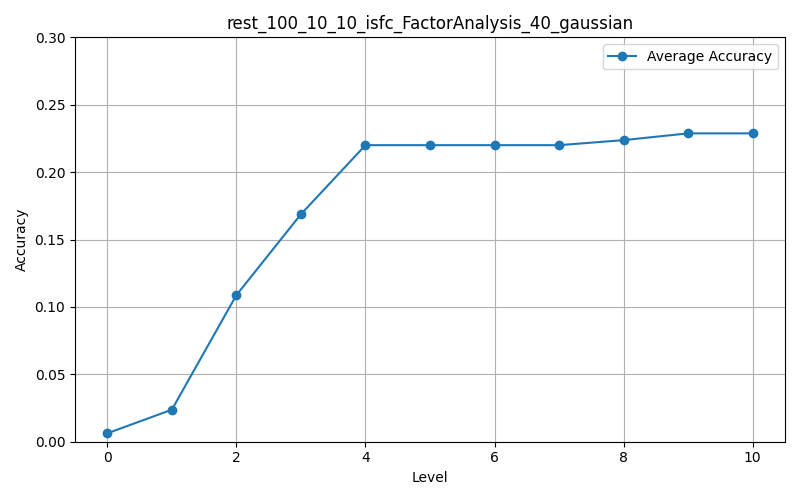 rest_100_10_10_isfc_FactorAnalysis_40_gaussian
Average Accuracy
Accuracy
0.30
0.25
0.20
0.15
0.10
0.05
0.00
0 2 4 6 8 10
Level